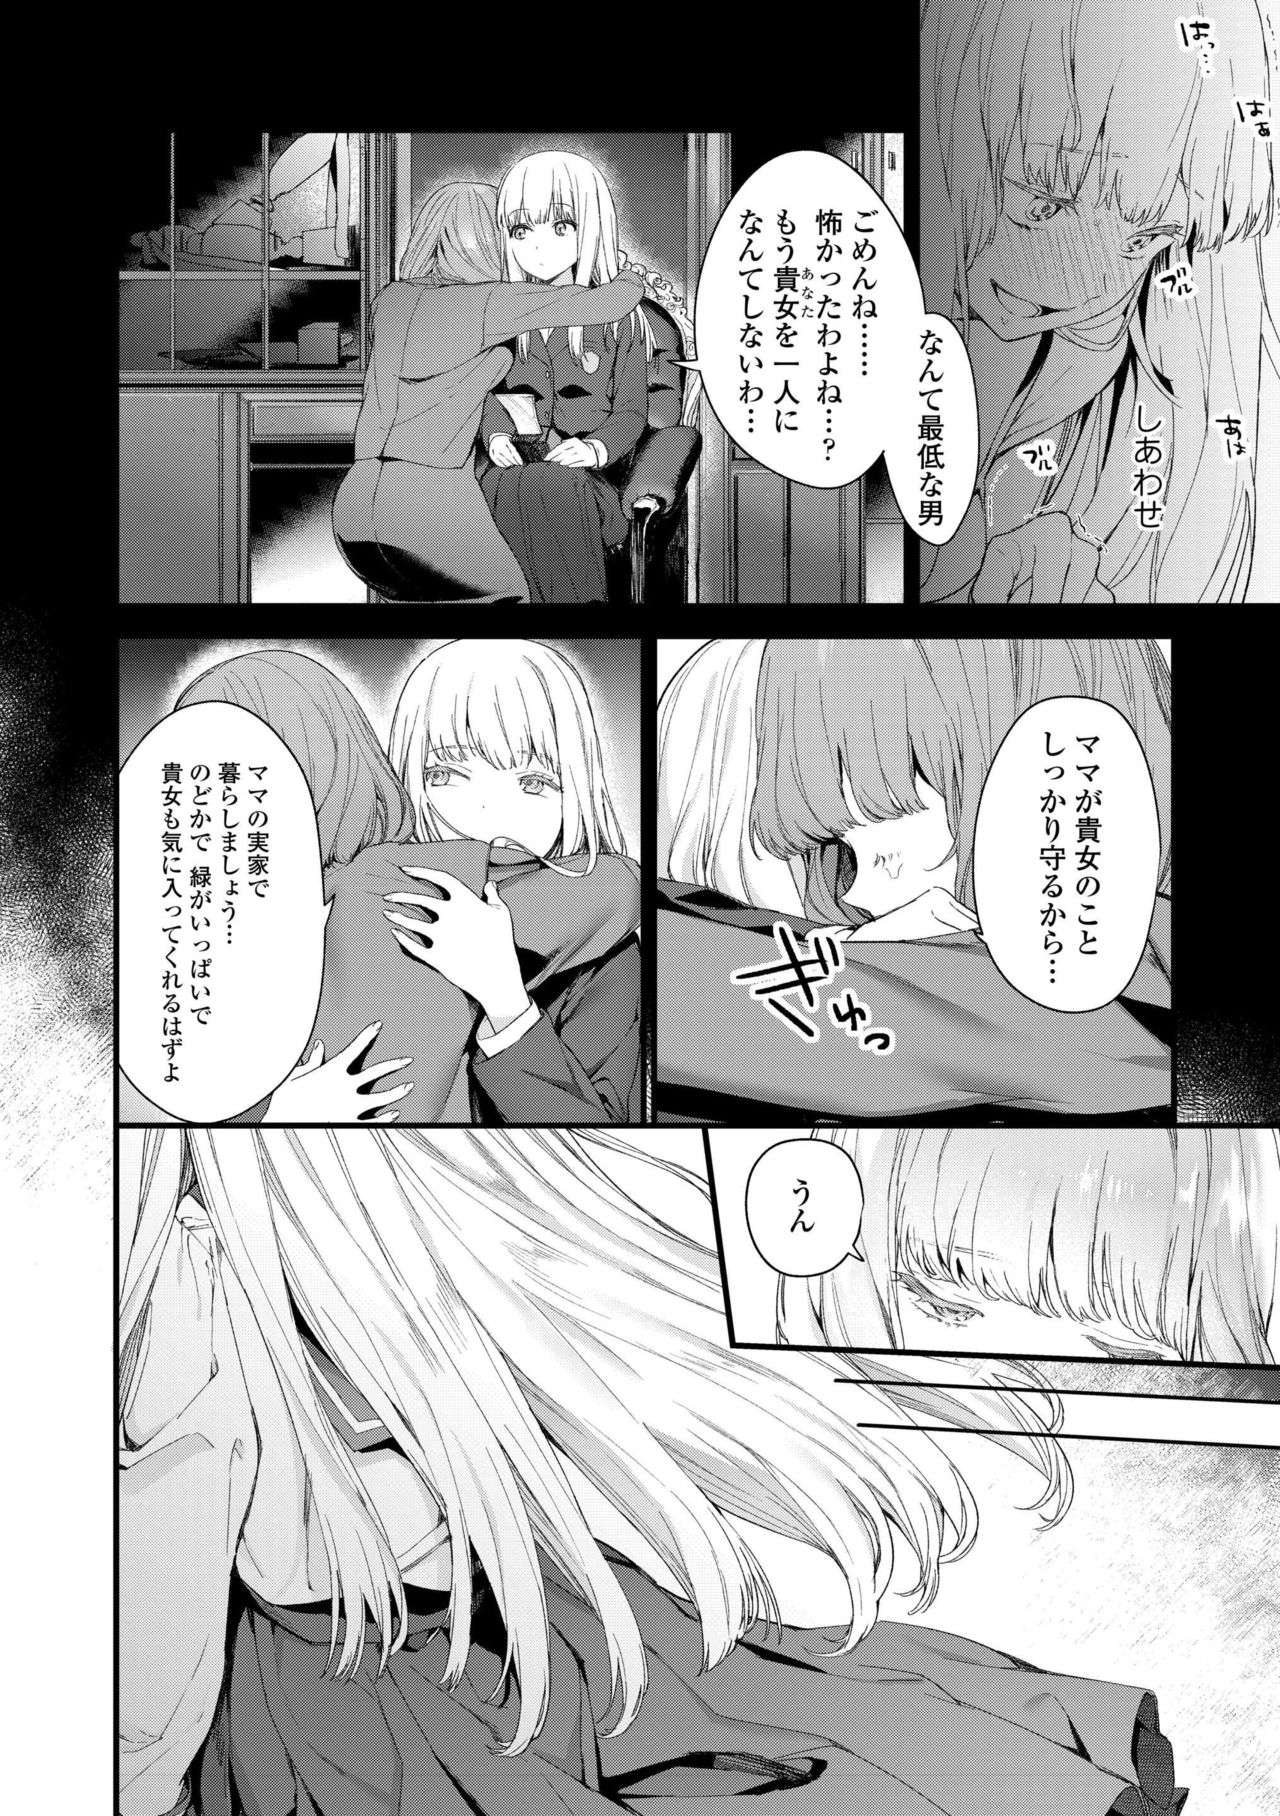 はっ…
はぁ
ブルッ
あは
しあわせ
ブルッ
なんて最低な男
ごめんね……
怖かったわよね…?
もう貴女を一人に
あなた
なんてしないわ…
ママが貴女のこと
しっかり守るから…
ぎゅっ
ママの実家で
暮らしましょう…
のどかで 緑がいっぱいで
貴女も気に入ってくれるはずよ
うん